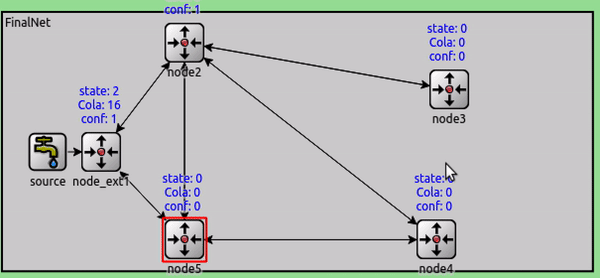 conf: 1
FinalNet
node2
state: 0
Cola: 0
conf: 0
node3
state: 2
Cola: 16
conf: 1
source
node_ext1
state: 0
Cola: 0
conf: 0
node5
state:
Cola: 0
conf: 0
node4